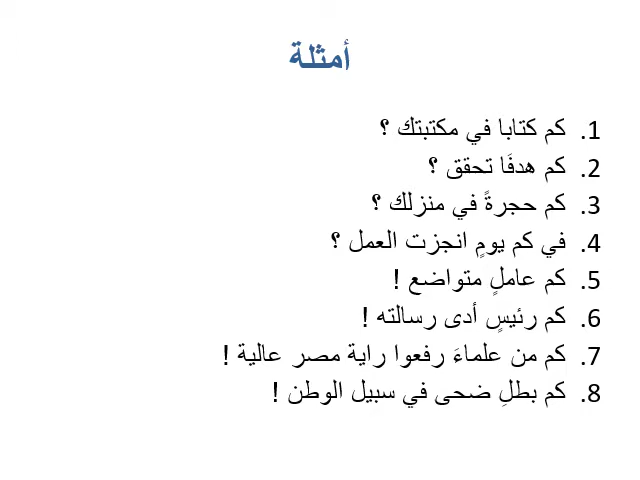 أمثلة
1. كم كتابا في مكتبتك ؟
2. كم هدفَا تحقق ؟
3. كم حجرةً في منزلك ؟
4. في كم يومٍ انجزت العمل ؟
5. كم عاملٍ متواضع !
6. كم رئيسٍ أدى رسالته !
7. كم من علماءَ رفعوا راية مصر عالية !
8. كم بطلِ ضحى في سبيل الوطن !